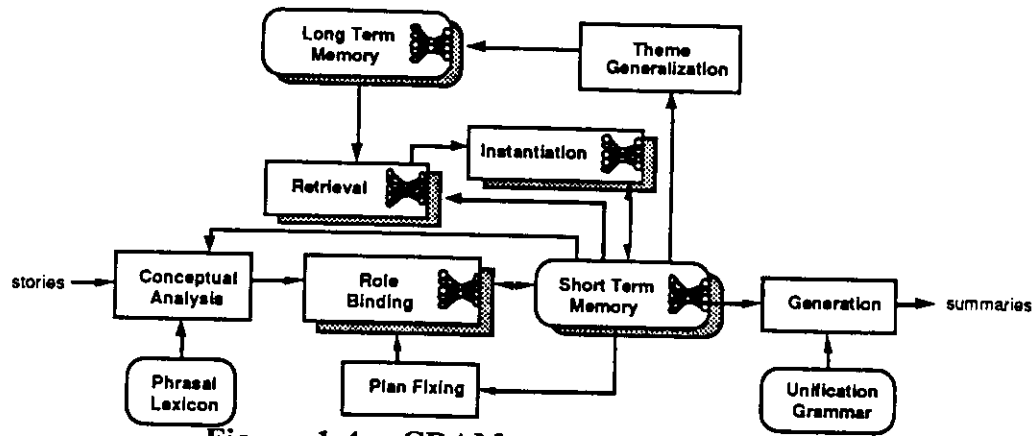 Long Term
Memory
Theme
Generalization
Instantiation
Retrieval
stories
Conceptual
Analysis
Role
Binding
Short Term
Memory
Generation
summaries
Phrasal
Lexicon
Plan Fixing
Unification
Grammar